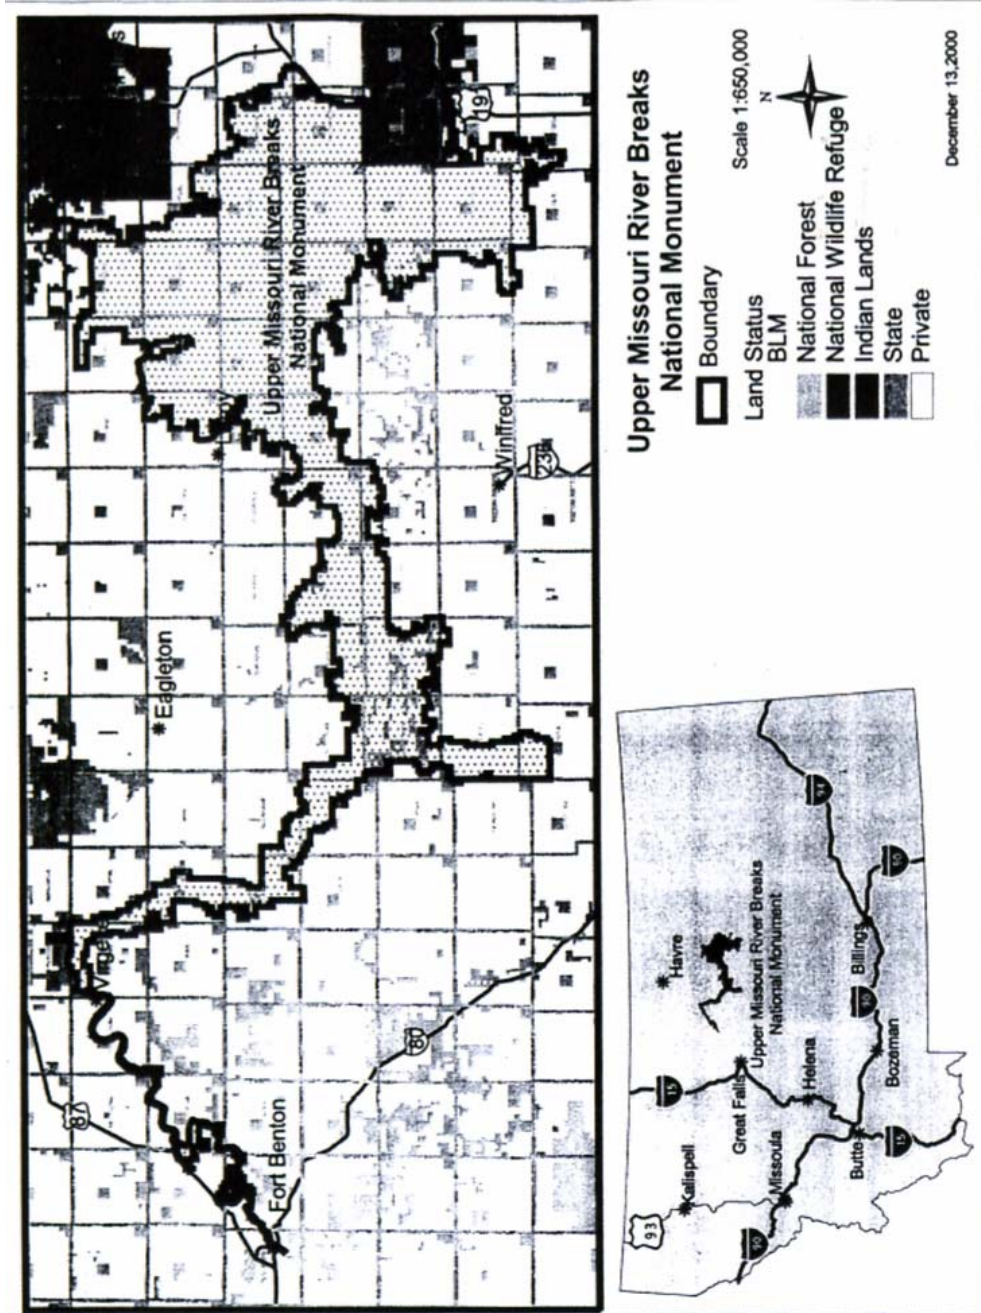 Upper Missouri River Breaks
National Monument
Eagleton
Winifred
Fort Benton
87
80
236
191
Upper Missouri River Breaks
National Monument
Boundary
Land Status
BLM
National Forest
National Wildlife Refuge
Indian Lands
State
Private
Scale 1:650,000
N
December 13,2000
93
Kalispell
Havre
15
Great Falls
Upper Missouri River Breaks
National Monument
Missoula
Helena
90
Butte
Bozeman
90
Billings
94
90
15